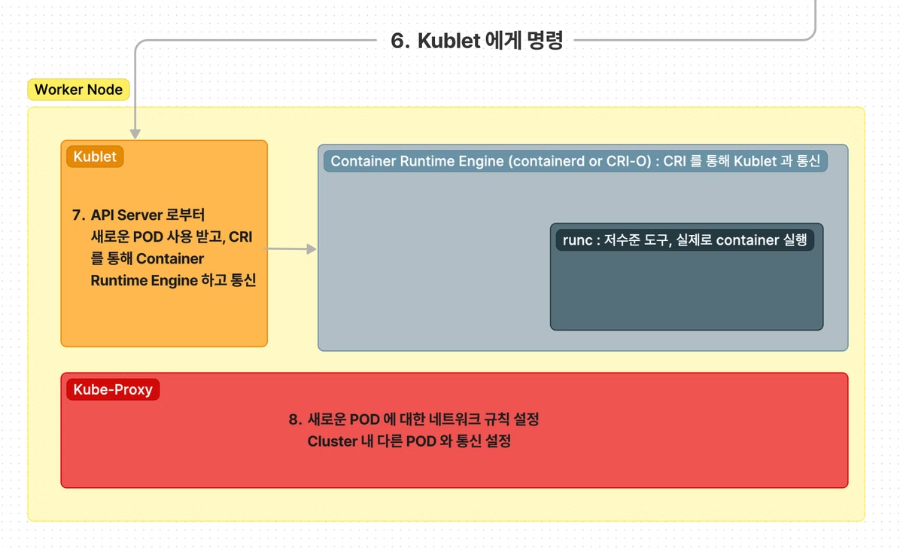 6. Kublet 에게 명령
Worker Node
Kublet
7. API Server 로부터
새로운 POD 사용 받고, CRI
를 통해 Container
Runtime Engine 하고 통신
Container Runtime Engine (containerd or CRI-O) : CRI 를 통해 Kublet 과 통신
runc : 저수준 도구, 실제로 container 실행
Kube-Proxy
8. 새로운 POD 에 대한 네트워크 규칙 설정
Cluster 내 다른 POD 와 통신 설정